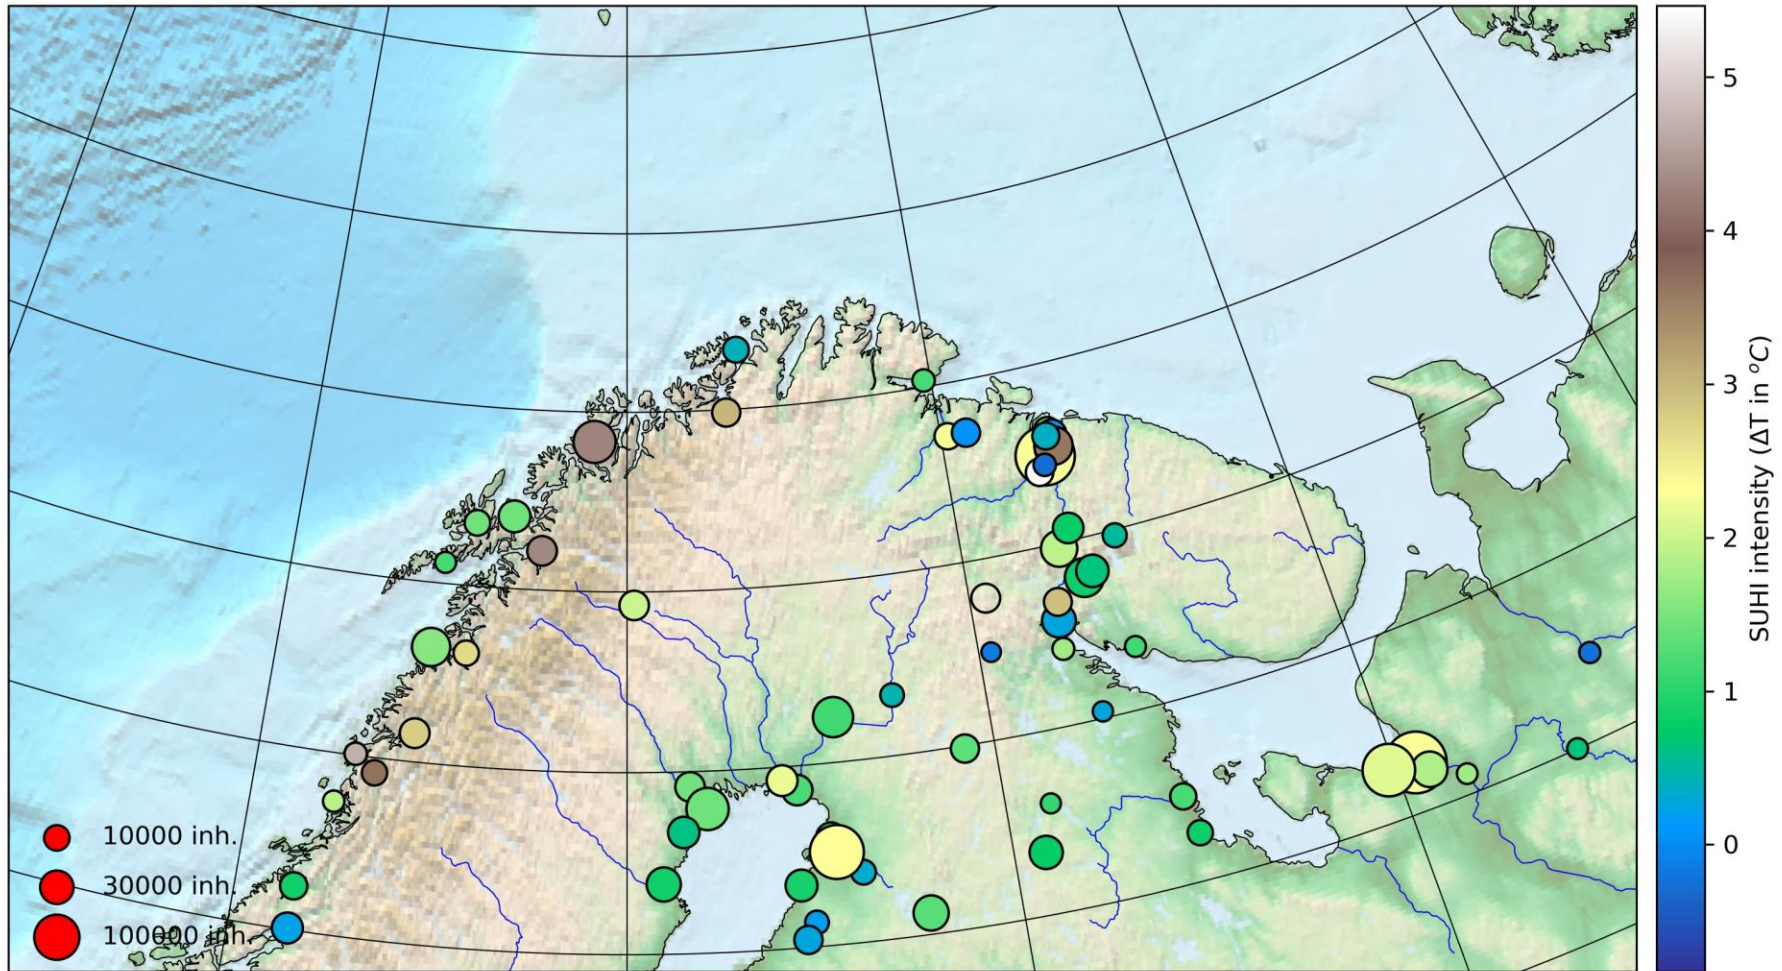 10000 inh.
30000 inh.
100000 inh.
5
4
3
2
1
0
SUHI intensity (ΔT in °C)